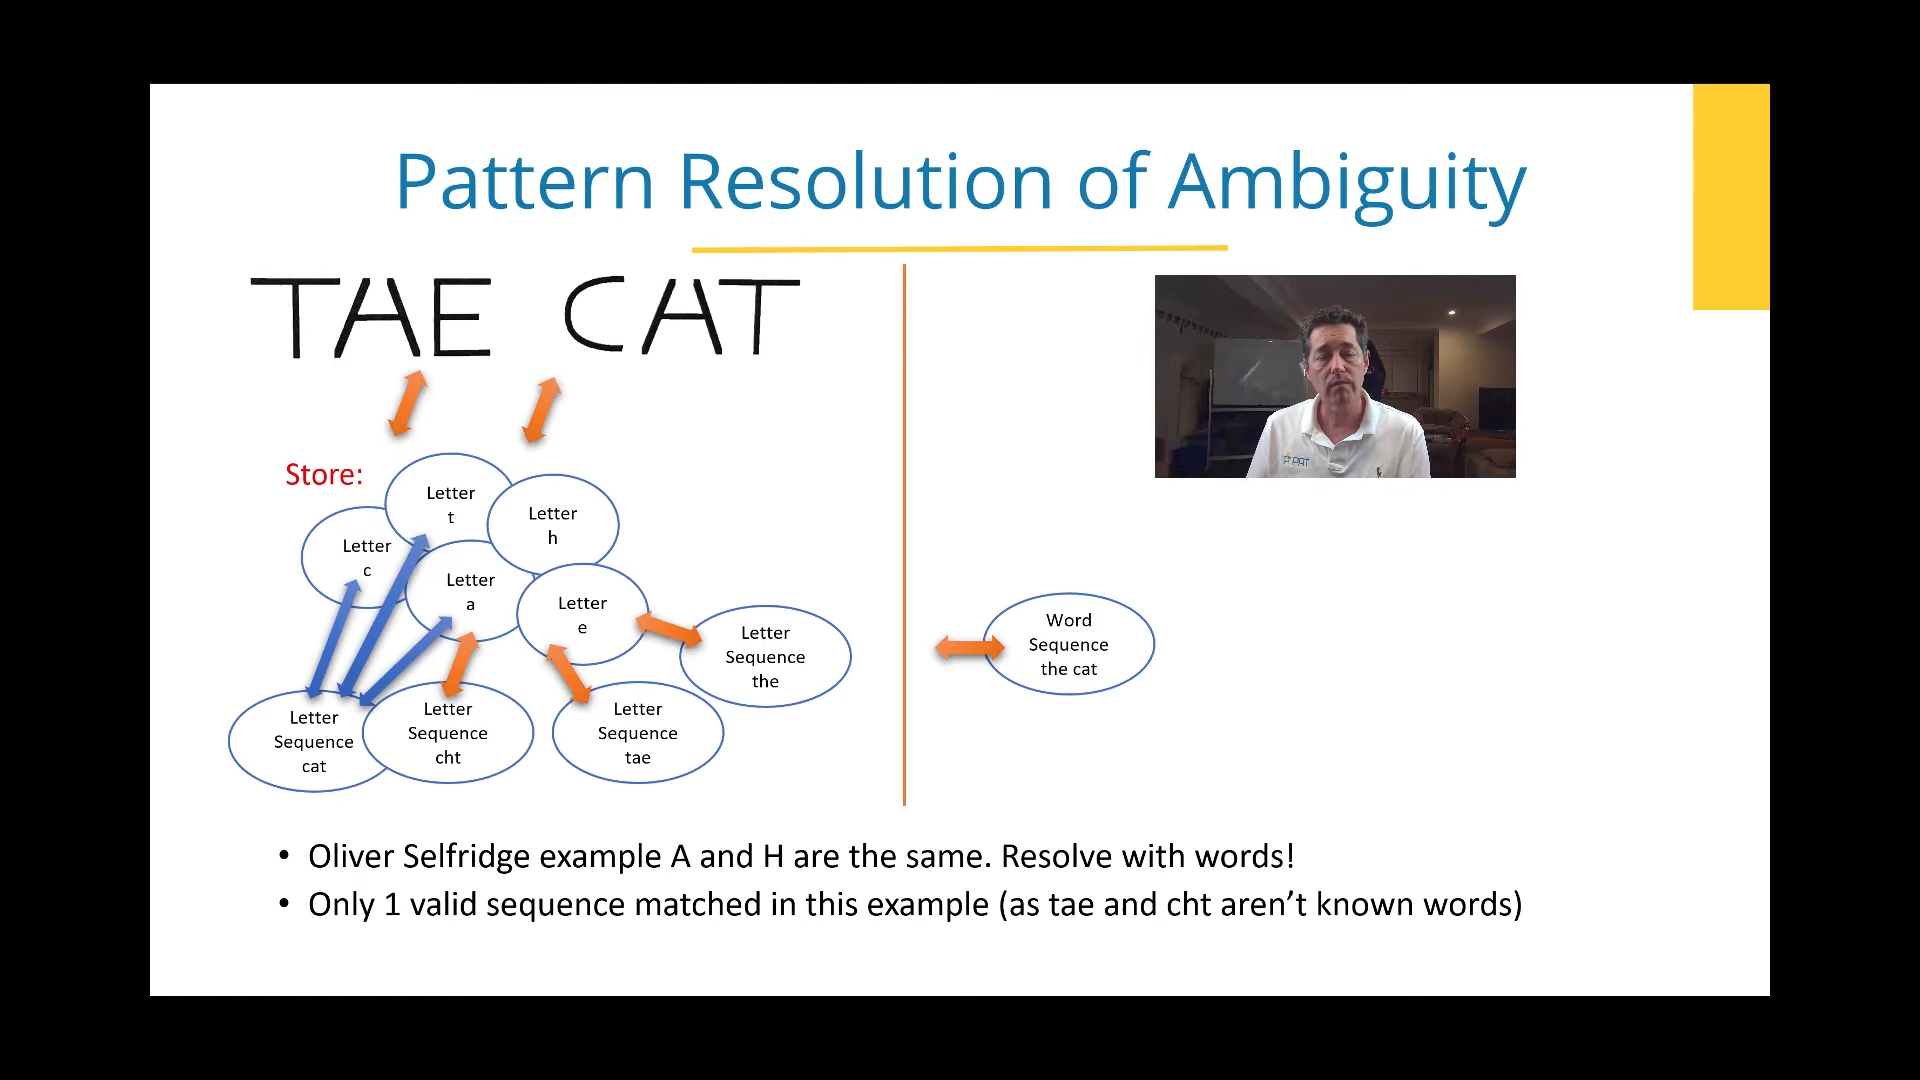 Pattern Resolution of Ambiguity
TAE CAT
Store:
Letter
t
Letter
h
Letter
c
Letter
a
Letter
e
Letter
Sequence
the
Letter
Sequence
cat
Letter
Sequence
cht
Letter
Sequence
tae
Word
Sequence
the cat
• Oliver Selfridge example A and H are the same. Resolve with words!
• Only 1 valid sequence matched in this example (as tae and cht aren’t known words)